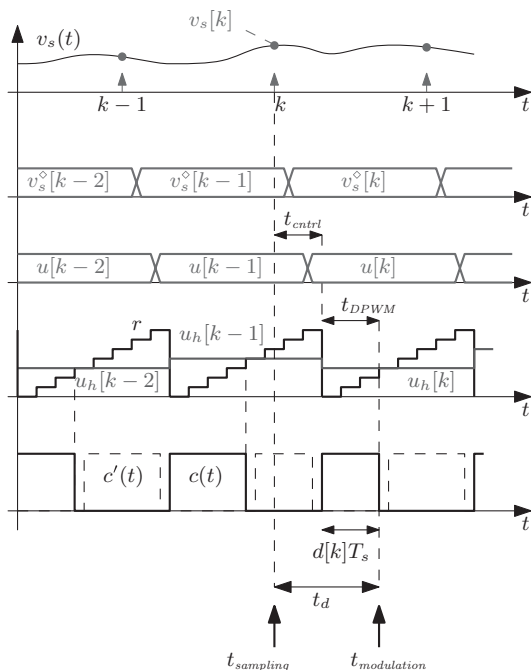 v_s(t) v_s[k]
k − 1 k k + 1 t
v_s^◇[k−2] v_s^◇[k−1] v_s^◇[k]
t
t_cntrl
u[k−2] u[k−1] u[k]
t
t_DPWM
r u_h[k−1]
u_h[k−2] u_h[k]
t
c′(t) c(t)
t
d[k]T_s
t_d
t_sampling t_modulation